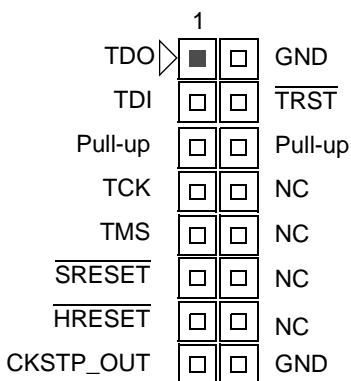 1
TDO GND
TDI TRST
Pull-up Pull-up
TCK NC
TMS NC
SRESET NC
HRESET NC
CKSTP_OUT GND